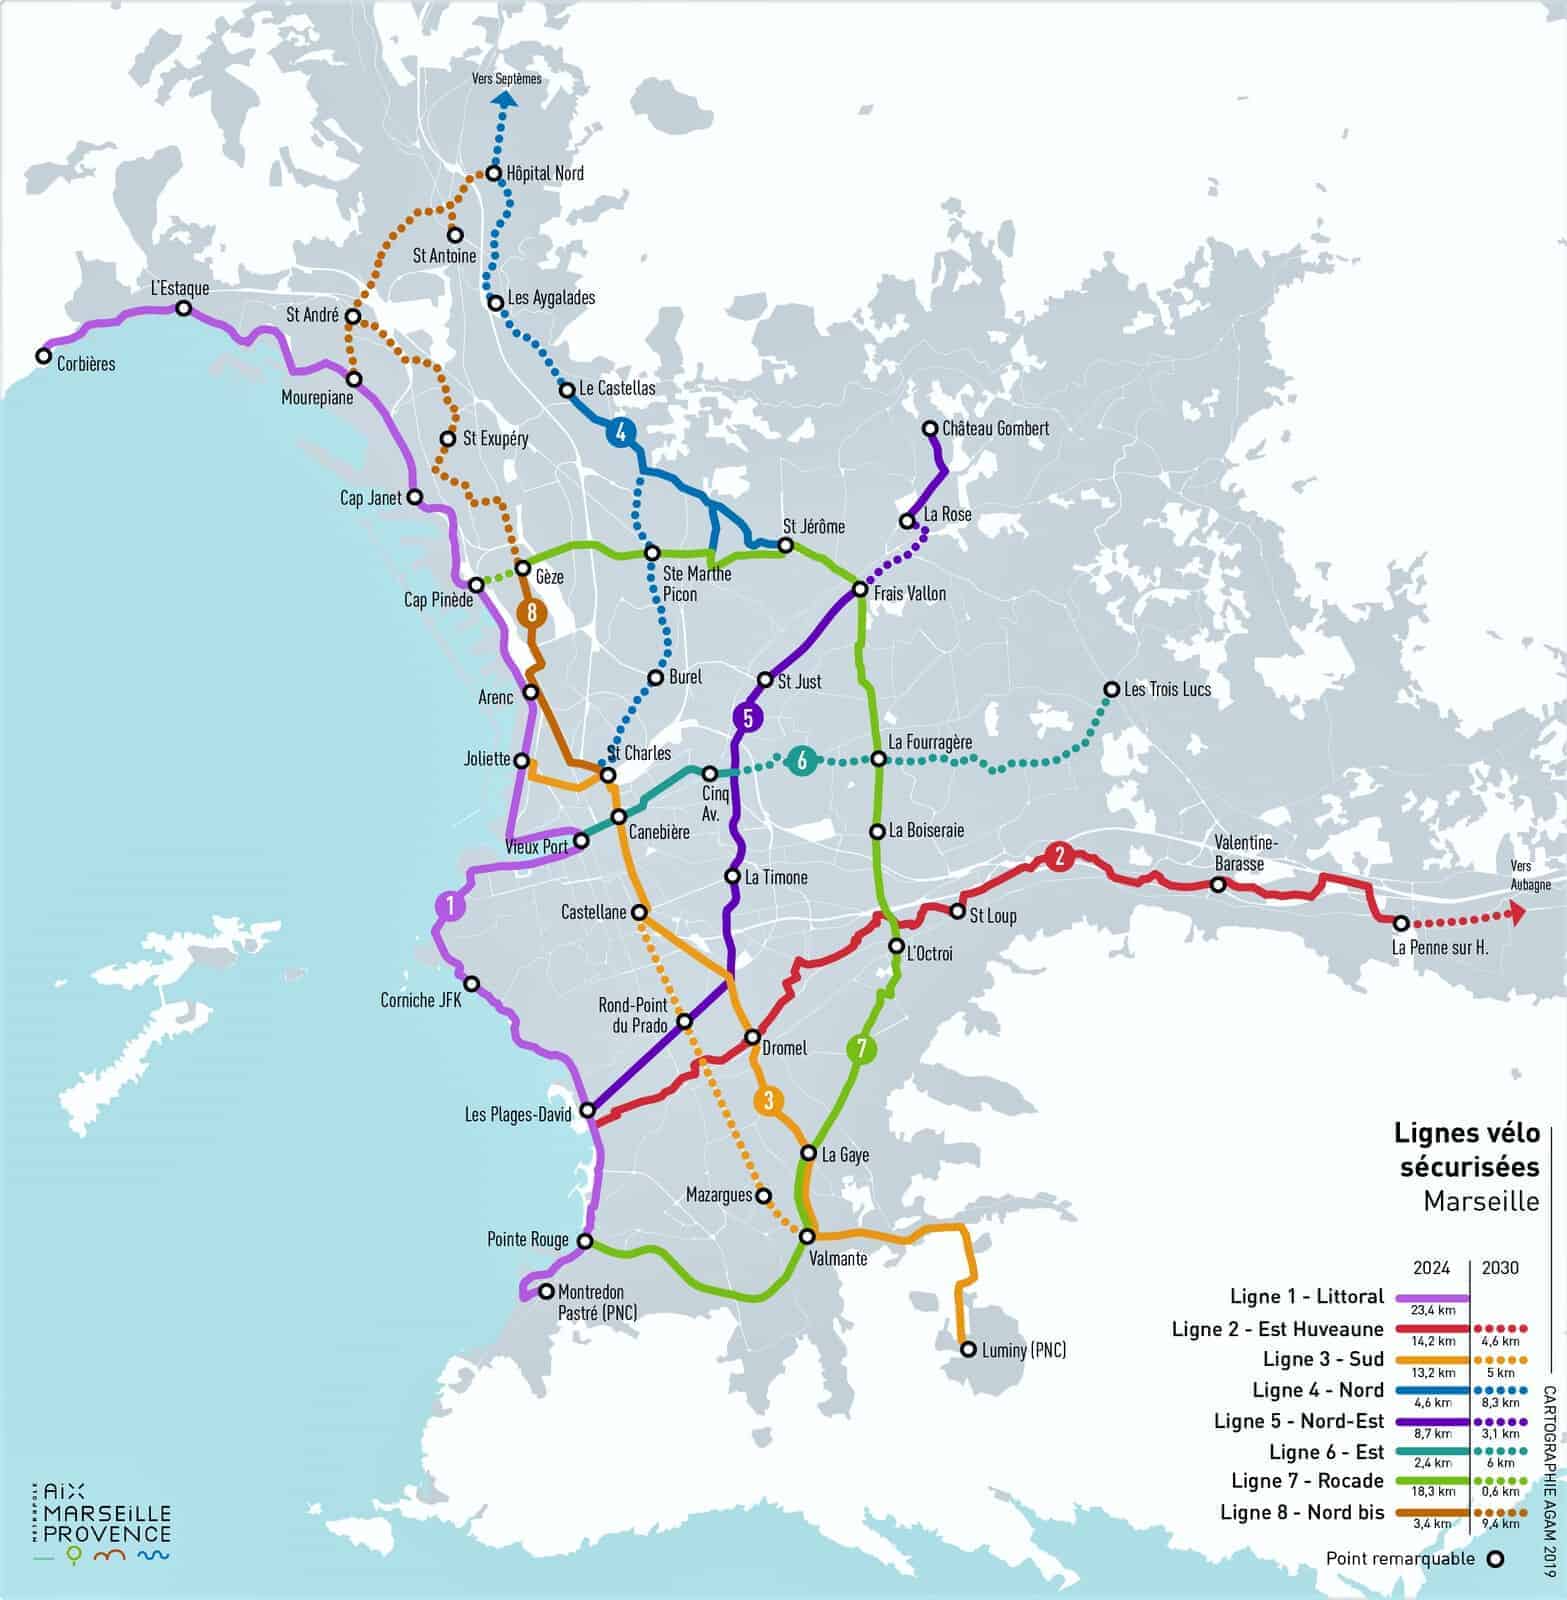 Vers Septèmes
Hôpital Nord
St Antoine
L'Estaque
Les Aygalades
St André
Corbières
Mourepiane
Le Castellas
4
St Exupéry
Château Gombert
Cap Janet
La Rose
St Jérôme
Gèze
Ste Marthe
Picon
Cap Pinède
Frais Vallon
8
Burel
St Just
Les Trois Lucs
Arenc
5
La Fourragère
Joliette
St Charles
6
Cinq
Av.
Canebière
La Boiseraie
Vieux Port
Valentine-
Barasse
2
Vers
Aubagne
La Timone
1
Castellane
St Loup
La Penne sur H.
L'Octroi
Corniche JFK
Rond-Point
du Prado
Dromel
7
3
Les Plages-David
La Gaye
Mazargues
Pointe Rouge
Valmante
Montredon
Pastré (PNC)
Luminy (PNC)
Lignes vélo
sécurisées
Marseille
2024 2030
Ligne 1 - Littoral
23,4 km
Ligne 2 - Est Huveaune
14,2 km 4,6 km
Ligne 3 - Sud
13,2 km 5 km
Ligne 4 - Nord
4,6 km 8,3 km
Ligne 5 - Nord-Est
8,7 km 3,1 km
Ligne 6 - Est
2,4 km 6 km
Ligne 7 - Rocade
18,3 km 0,6 km
Ligne 8 - Nord bis
3,4 km 9,4 km
Point remarquable
CARTOGRAPHIE AGAM 2019
MÉTROPOLE
AIX
MARSEILLE
PROVENCE